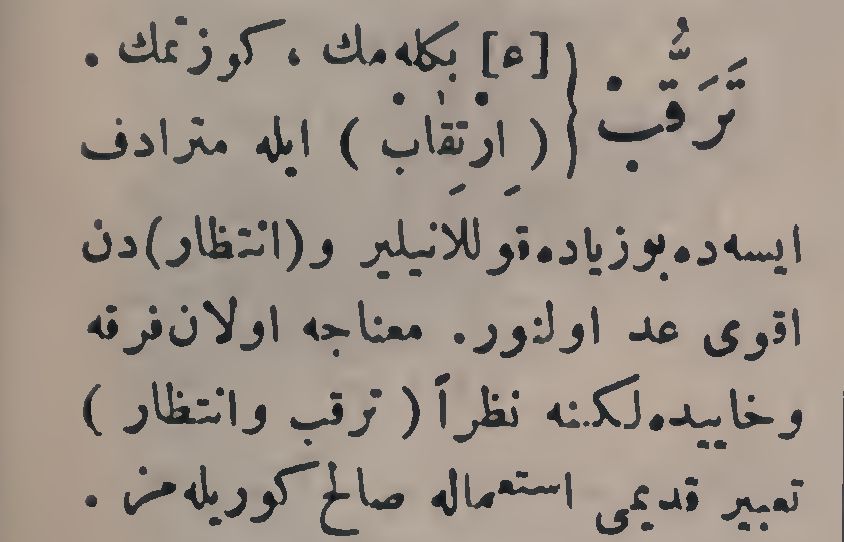 تَرَقُّبْ { [ع] بكله‌مك ، كوزتمك .
( اِرْتِقَابْ ) ايله مترادف
ايسه‌ده بوزياده قوللانيلير و(انتظار)دن
اقوى عد اولنور. معناجه اولان فرقه
وخاييده‌لكنه نظراً ( ترقب وانتظار )
تعبير قديمى استعماله صالح كوريله‌مز .